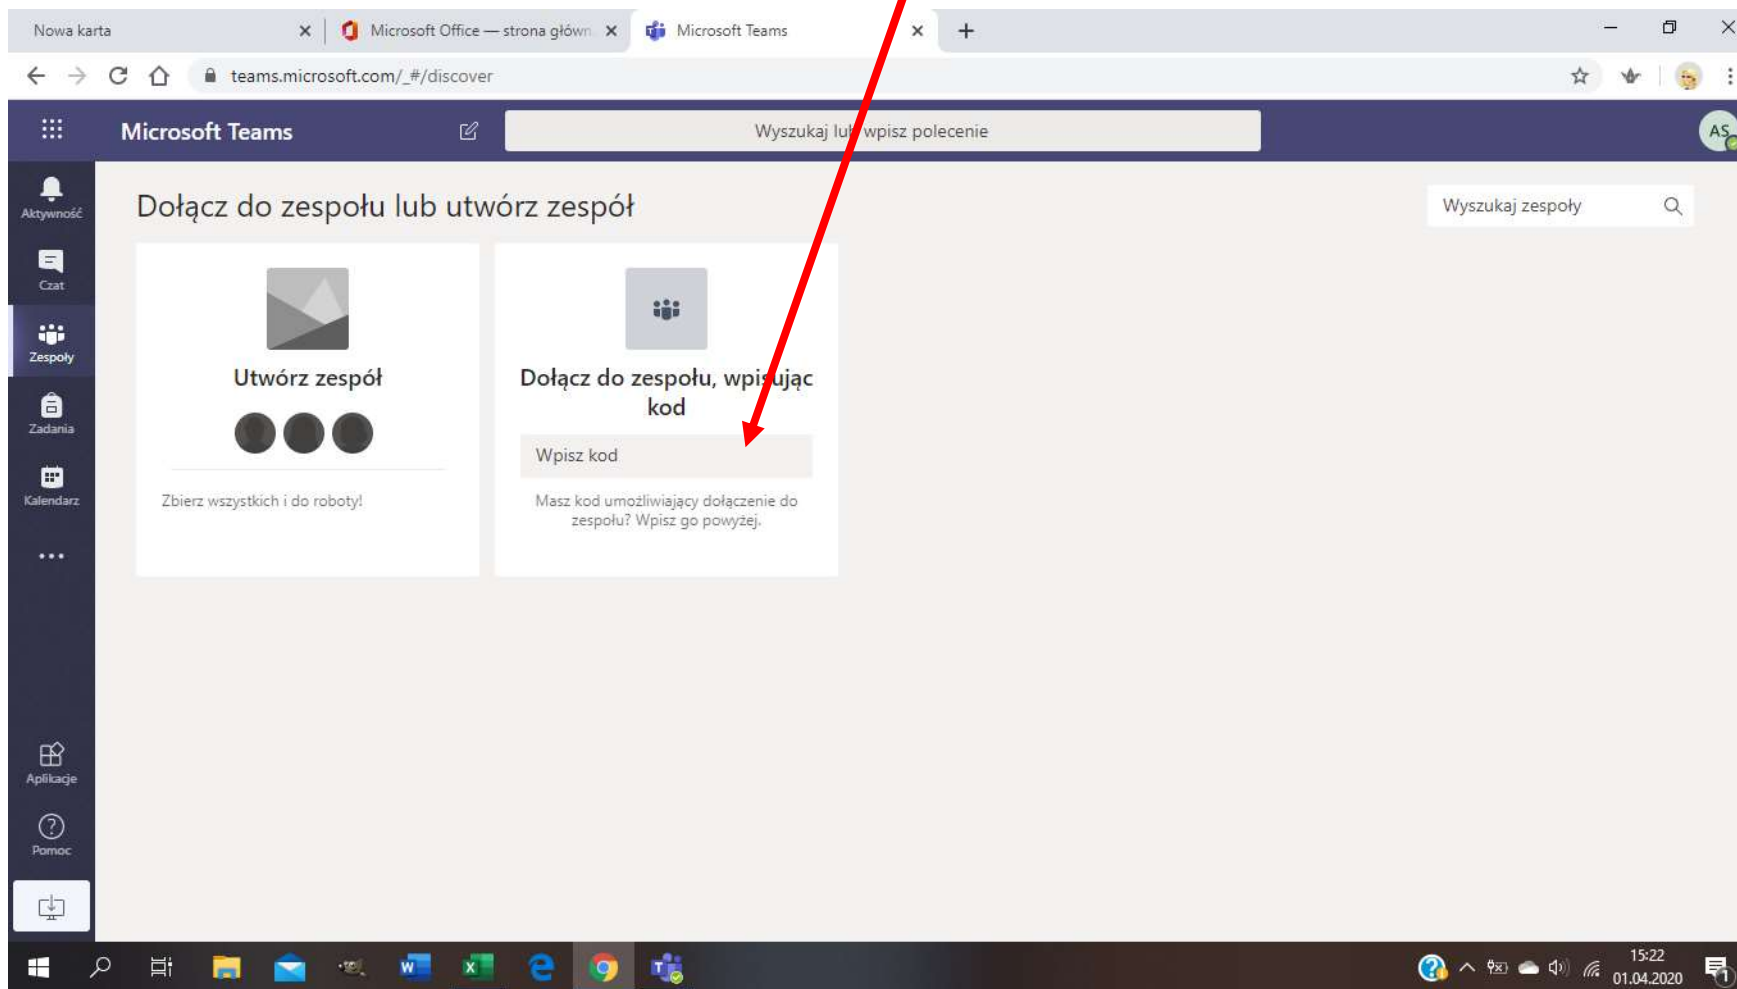 Nowa karta
Microsoft Office — strona główn
Microsoft Teams
teams.microsoft.com/_#/discover
Microsoft Teams
Wyszukaj lub wpisz polecenie
AS
Aktywność
Czat
Zespoły
Zadania
Kalendarz
Aplikacje
Pomoc
Dołącz do zespołu lub utwórz zespół
Wyszukaj zespoły
Utwórz zespół
Zbierz wszystkich i do roboty!
Dołącz do zespołu, wpisując
kod
Wpisz kod
Masz kod umożliwiający dołączenie do
zespołu? Wpisz go powyżej.
15:22
01.04.2020